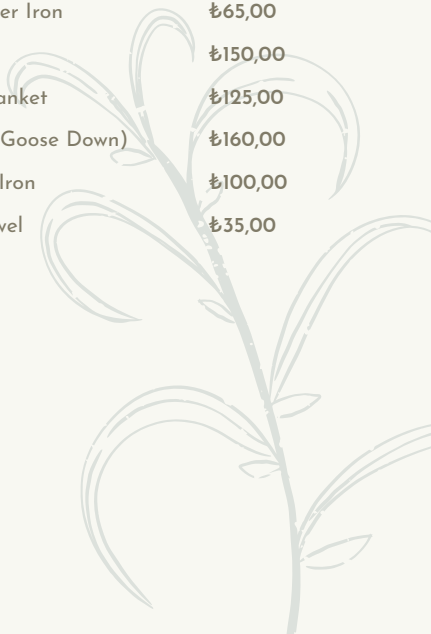 er Iron ₺65,00
₺150,00
anket ₺125,00
Goose Down) ₺160,00
Iron ₺100,00
vel ₺35,00